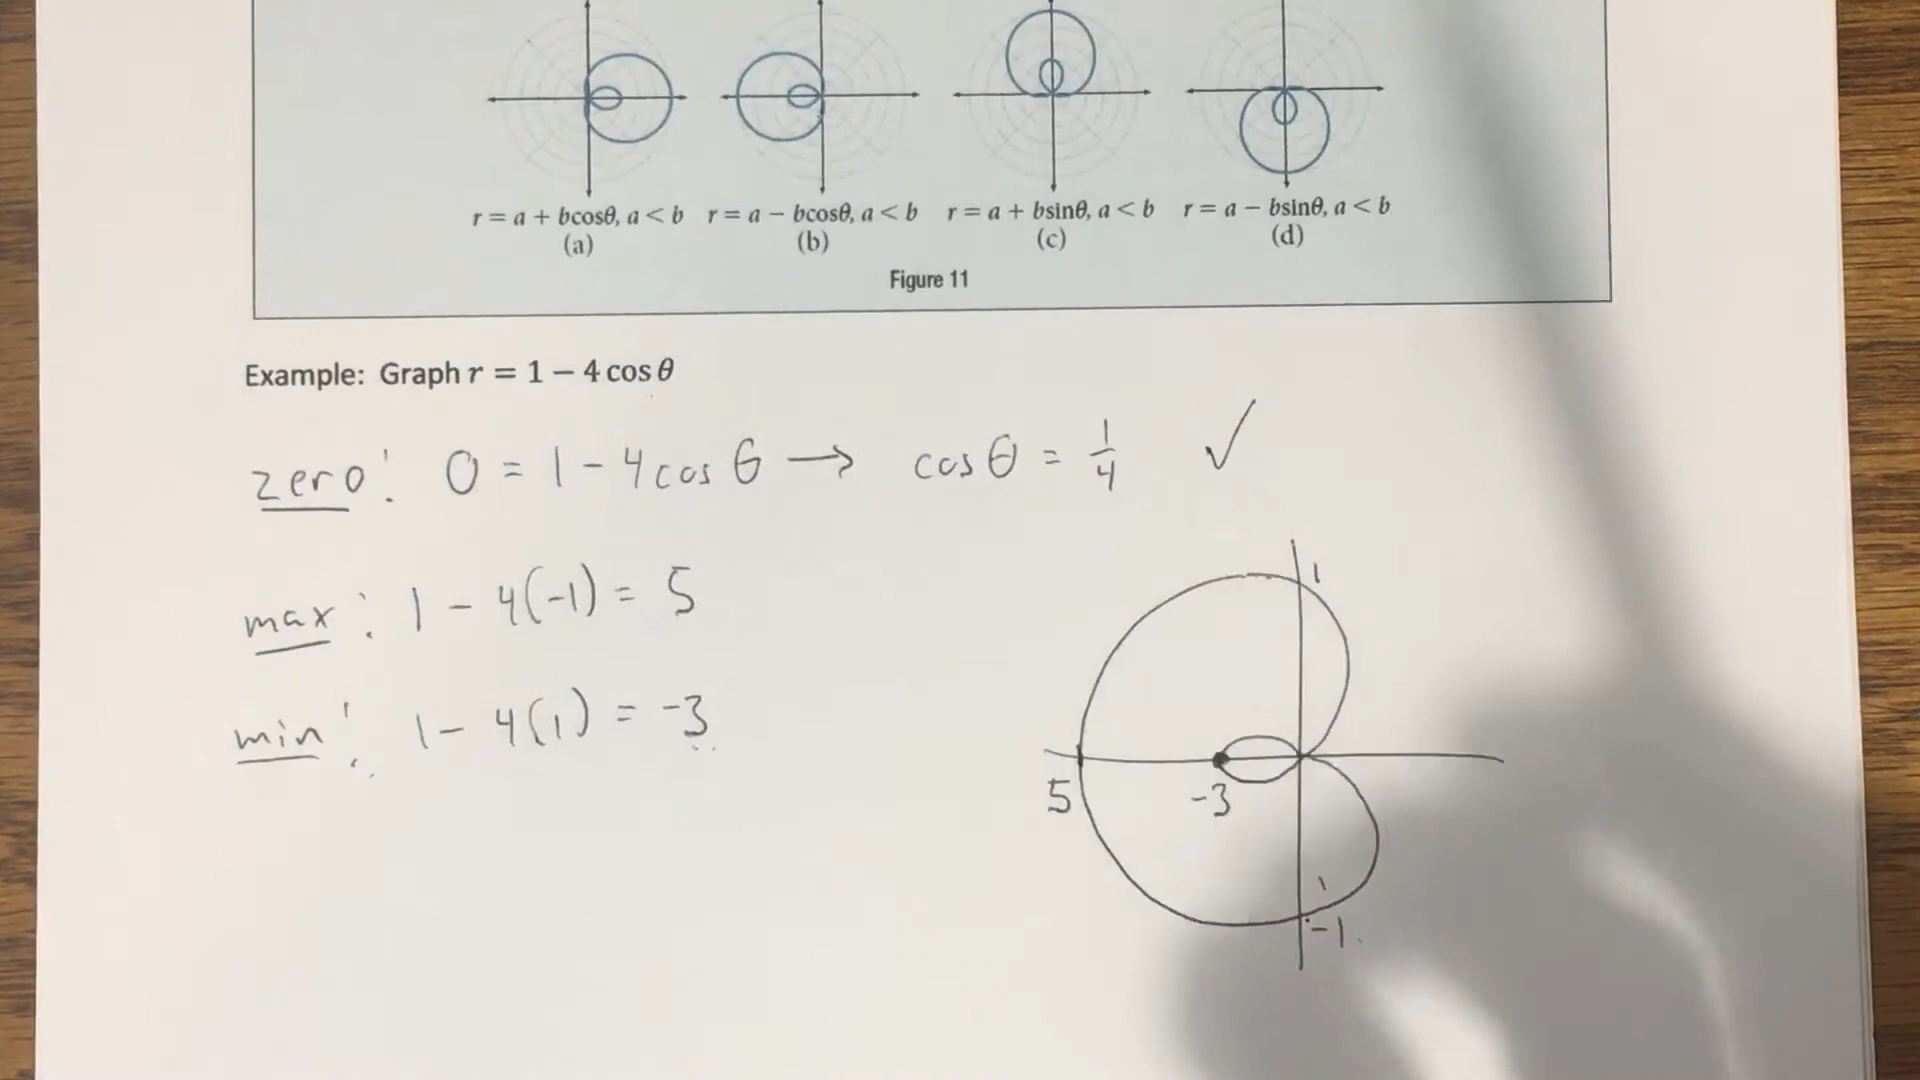 r = a + bcosθ, a < b r = a − bcosθ, a < b r = a + bsinθ, a < b r = a − bsinθ, a < b
(a) (b) (c) (d)
Figure 11
Example: Graph r = 1 − 4 cos θ
zero: 0 = 1 - 4 cos θ → cos θ = 1/4 ✓
max: 1 - 4(-1) = 5
min: 1 - 4(1) = -3
1
5 -3
-1